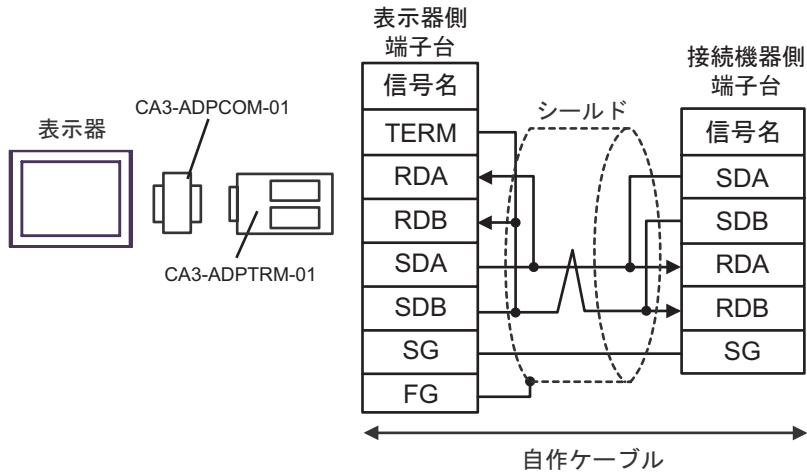 表示器
CA3-ADPCOM-01
CA3-ADPTRM-01
表示器側
端子台
信号名
TERM
RDA
RDB
SDA
SDB
SG
FG
シールド
接続機器側
端子台
信号名
SDA
SDB
RDA
RDB
SG
自作ケーブル